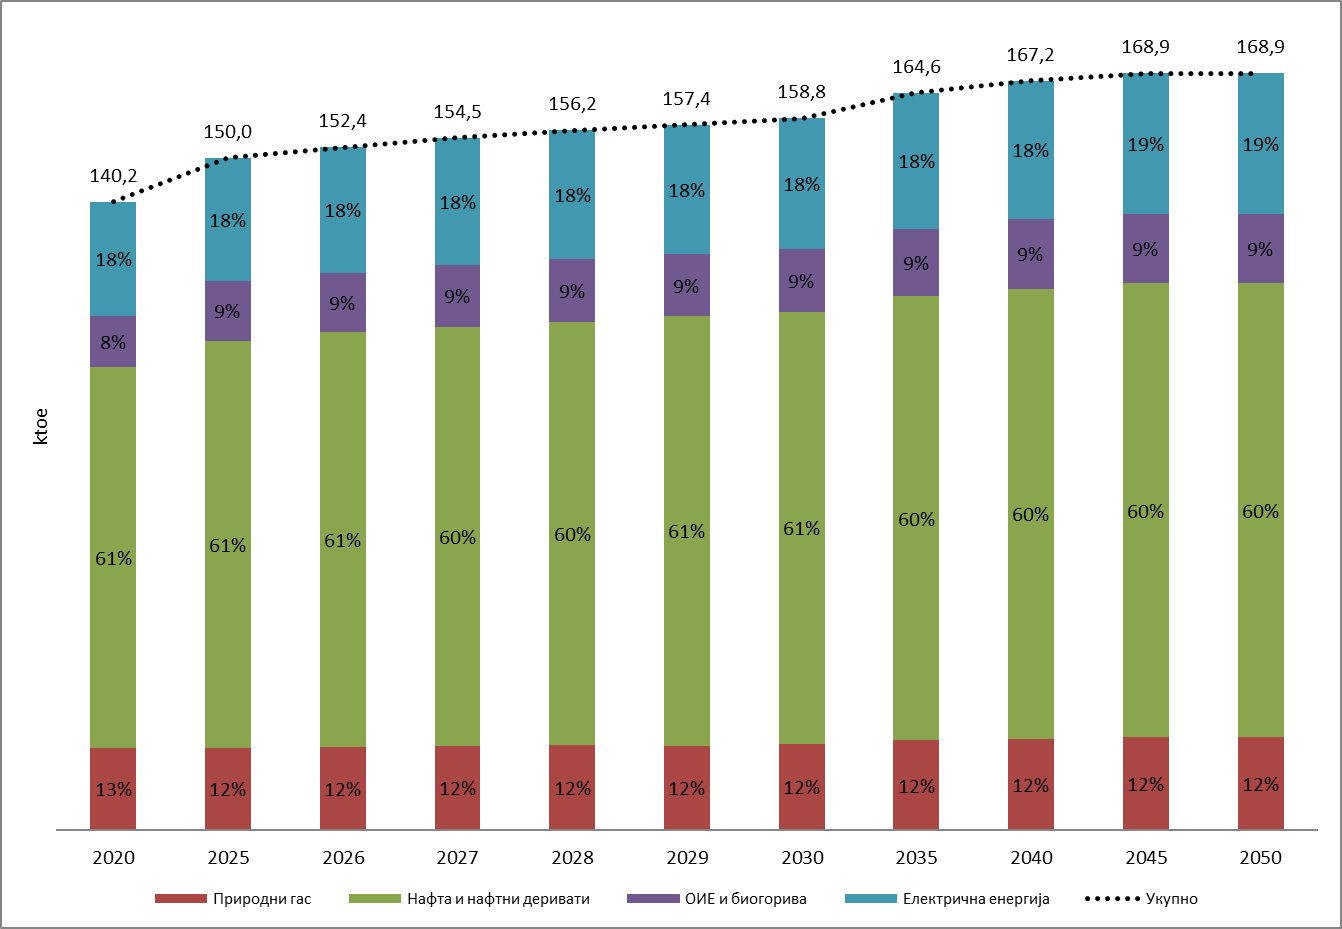 140,2 150,0 152,4 154,5 156,2 157,4 158,8 164,6 167,2 168,9 168,9
18% 18% 18% 18% 18% 18% 18% 18% 18% 19% 19%
8% 9% 9% 9% 9% 9% 9% 9% 9% 9% 9%
ktoe
61% 61% 61% 60% 60% 61% 61% 60% 60% 60% 60%
13% 12% 12% 12% 12% 12% 12% 12% 12% 12% 12%
2020 2025 2026 2027 2028 2029 2030 2035 2040 2045 2050
Природни гас Нафта и нафтни деривати ОИЕ и биогорива Електрична енергија Укупно